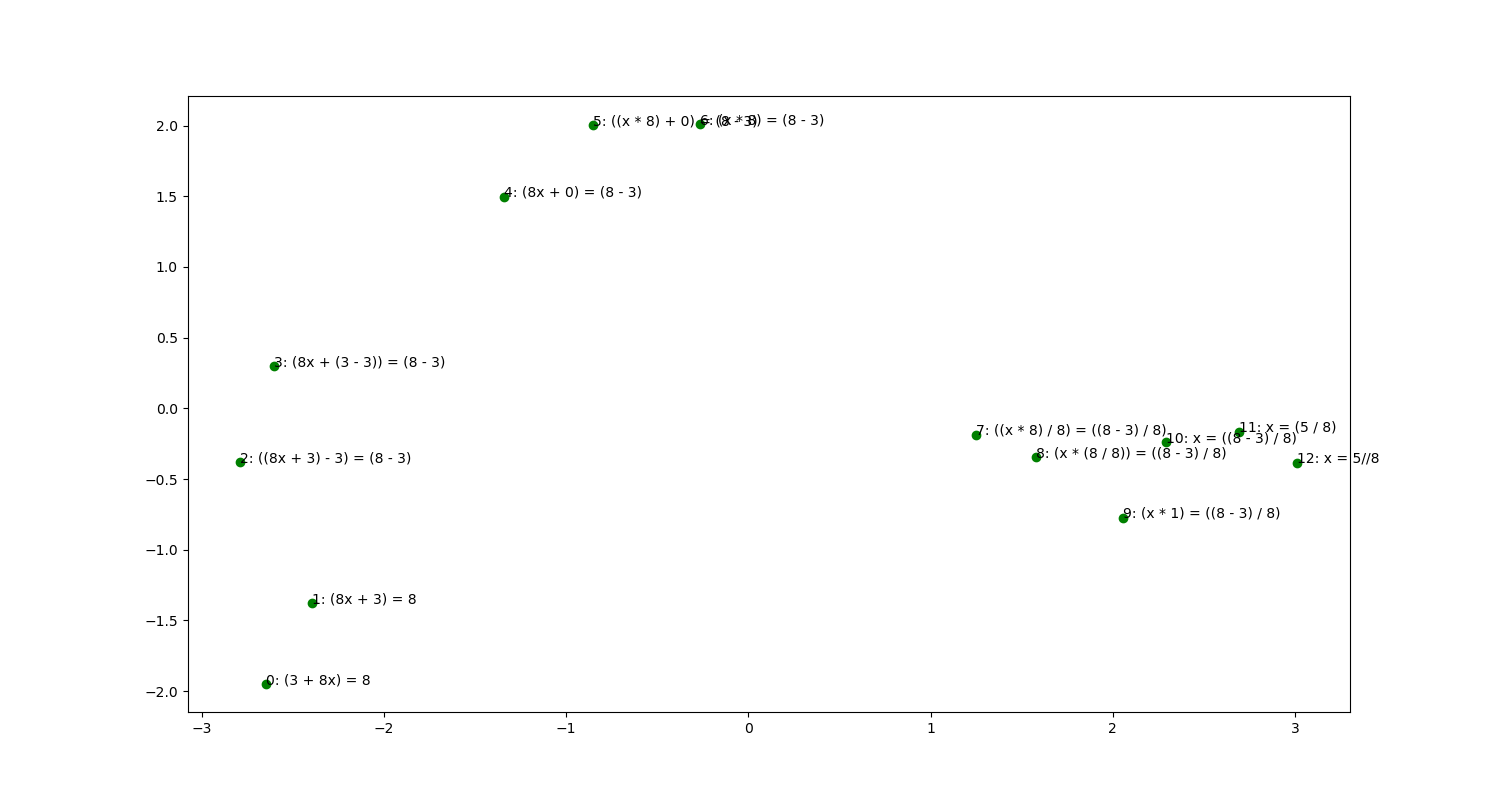 2.0
1.5
1.0
0.5
0.0
−0.5
−1.0
−1.5
−2.0
−3
−2
−1
0
1
2
3
5: ((x * 8) + 0) = (8 - 3)
6: (x * 8) = (8 - 3)
4: (8x + 0) = (8 - 3)
3: (8x + (3 - 3)) = (8 - 3)
2: ((8x + 3) - 3) = (8 - 3)
1: (8x + 3) = 8
0: (3 + 8x) = 8
7: ((x * 8) / 8) = ((8 - 3) / 8)
8: (x * (8 / 8)) = ((8 - 3) / 8)
9: (x * 1) = ((8 - 3) / 8)
10: x = ((8 - 3) / 8)
11: x = (5 / 8)
12: x = 5//8